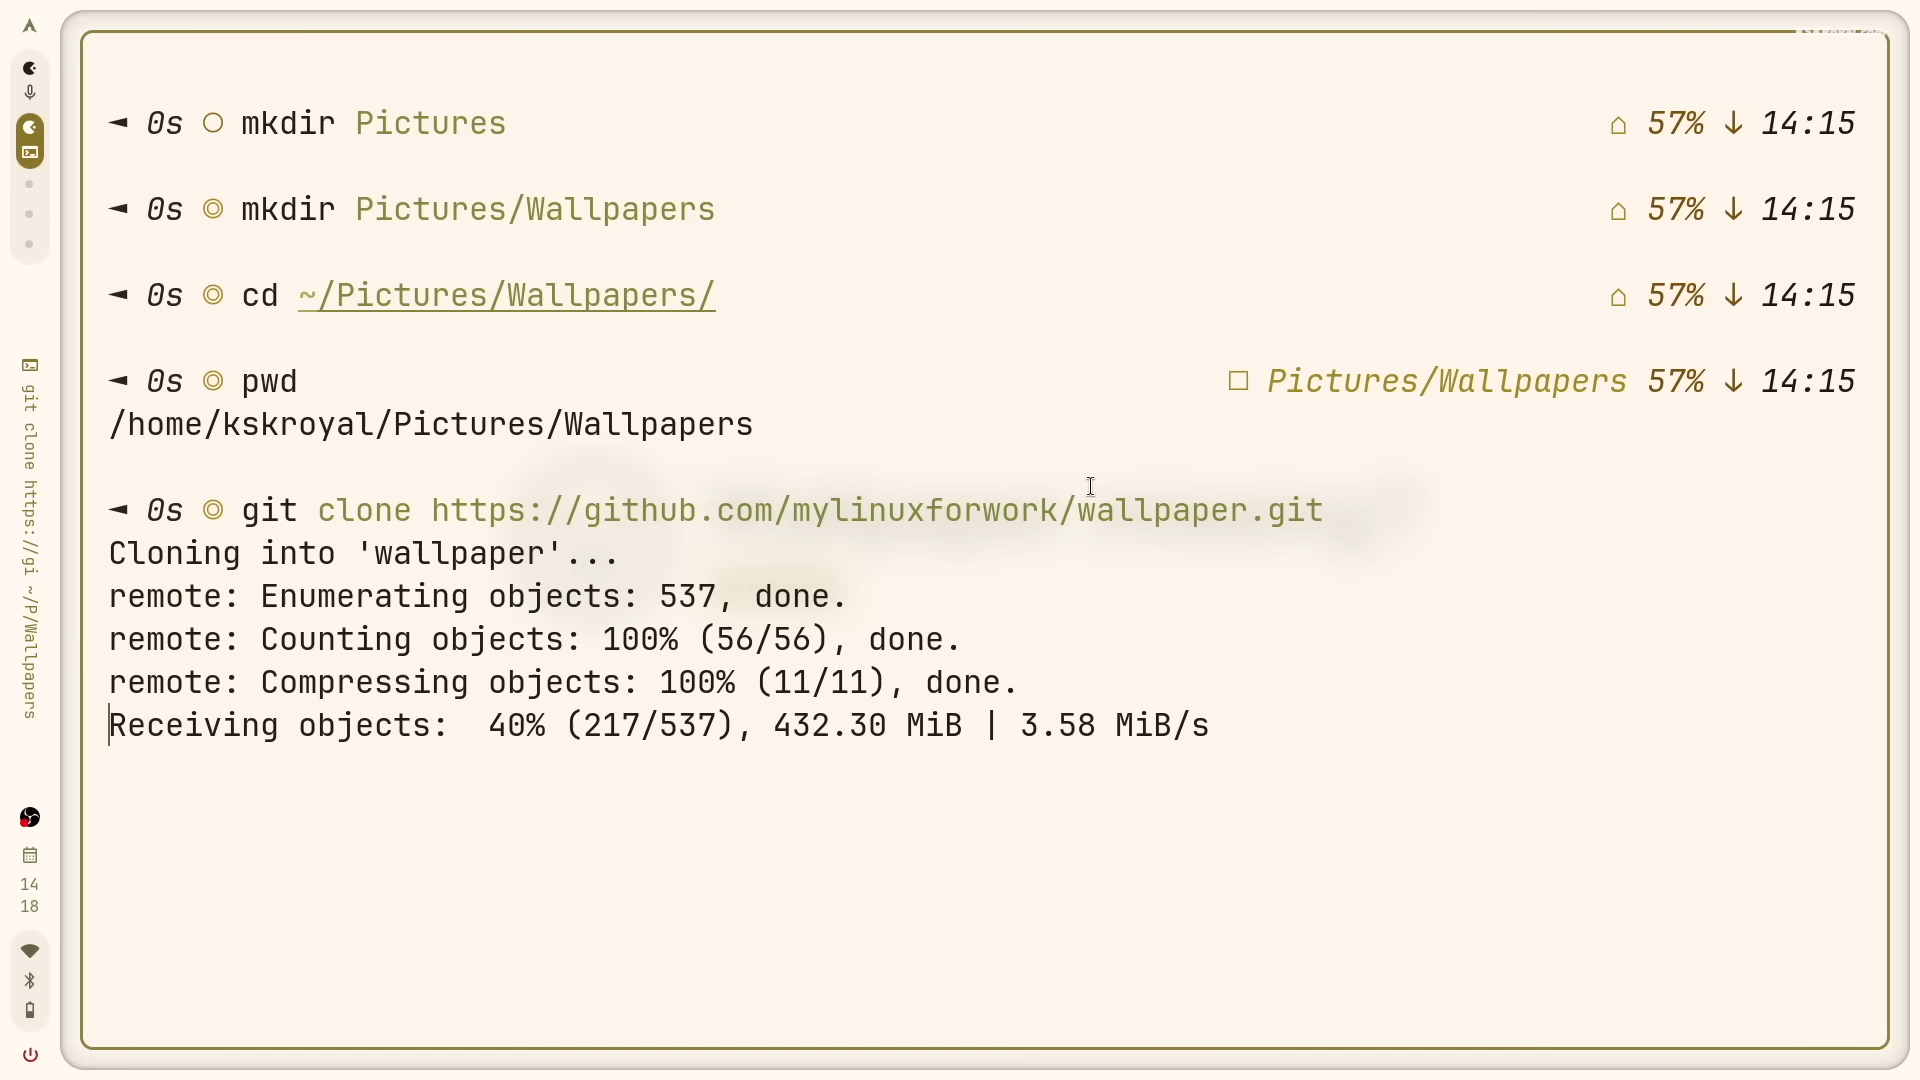 ◄ 0s ○ mkdir Pictures ⌂ 57% ↓ 14:15
◄ 0s ◎ mkdir Pictures/Wallpapers ⌂ 57% ↓ 14:15
◄ 0s ◎ cd ~/Pictures/Wallpapers/ ⌂ 57% ↓ 14:15
◄ 0s ◎ pwd □ Pictures/Wallpapers 57% ↓ 14:15
/home/kskroyal/Pictures/Wallpapers
◄ 0s ◎ git clone https://github.com/mylinuxforwork/wallpaper.git
Cloning into 'wallpaper'...
remote: Enumerating objects: 537, done.
remote: Counting objects: 100% (56/56), done.
remote: Compressing objects: 100% (11/11), done.
Receiving objects:  40% (217/537), 432.30 MiB | 3.58 MiB/s
git clone https://gi ~/P/Wallpapers
14
18